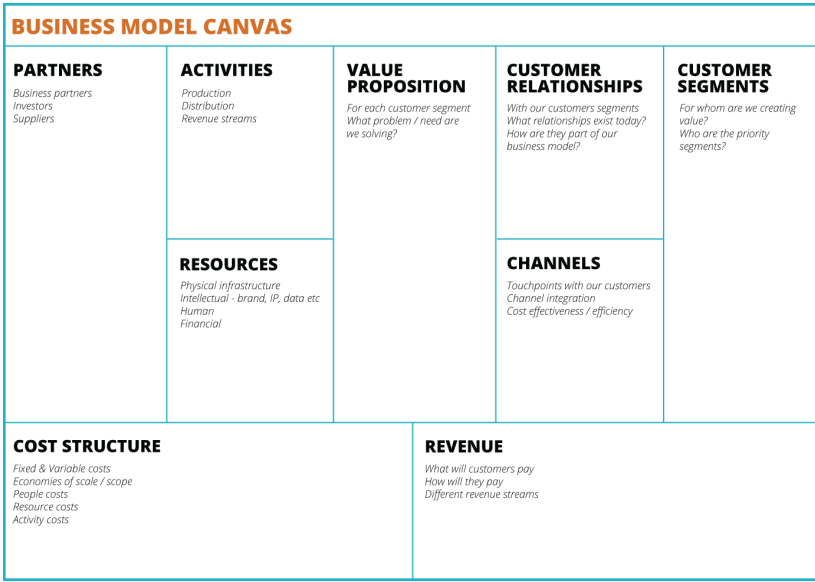 BUSINESS MODEL CANVAS
PARTNERS
Business partners
Investors
Suppliers
ACTIVITIES
Production
Distribution
Revenue streams
RESOURCES
Physical infrastructure
Intellectual - brand, IP, data etc
Human
Financial
VALUE
PROPOSITION
For each customer segment
What problem / need are
we solving?
CUSTOMER
RELATIONSHIPS
With our customers segments
What relationships exist today?
How are they part of our
business model?
CHANNELS
Touchpoints with our customers
Channel integration
Cost effectiveness / efficiency
CUSTOMER
SEGMENTS
For whom are we creating
value?
Who are the priority
segments?
COST STRUCTURE
Fixed & Variable costs
Economies of scale / scope
People costs
Resource costs
Activity costs
REVENUE
What will customers pay
How will they pay
Different revenue streams